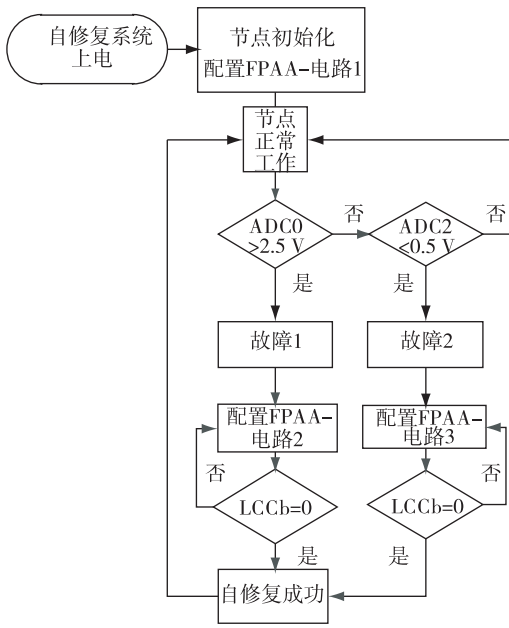 自修复系统
上电
节点初始化
配置FPAA-电路1
节点
正常
工作
ADC0
>2.5 V
否
ADC2
<0.5 V
否
是
是
故障1
故障2
配置FPAA-
电路2
配置FPAA-
电路3
否
否
LCCb=0
LCCb=0
是
是
自修复成功